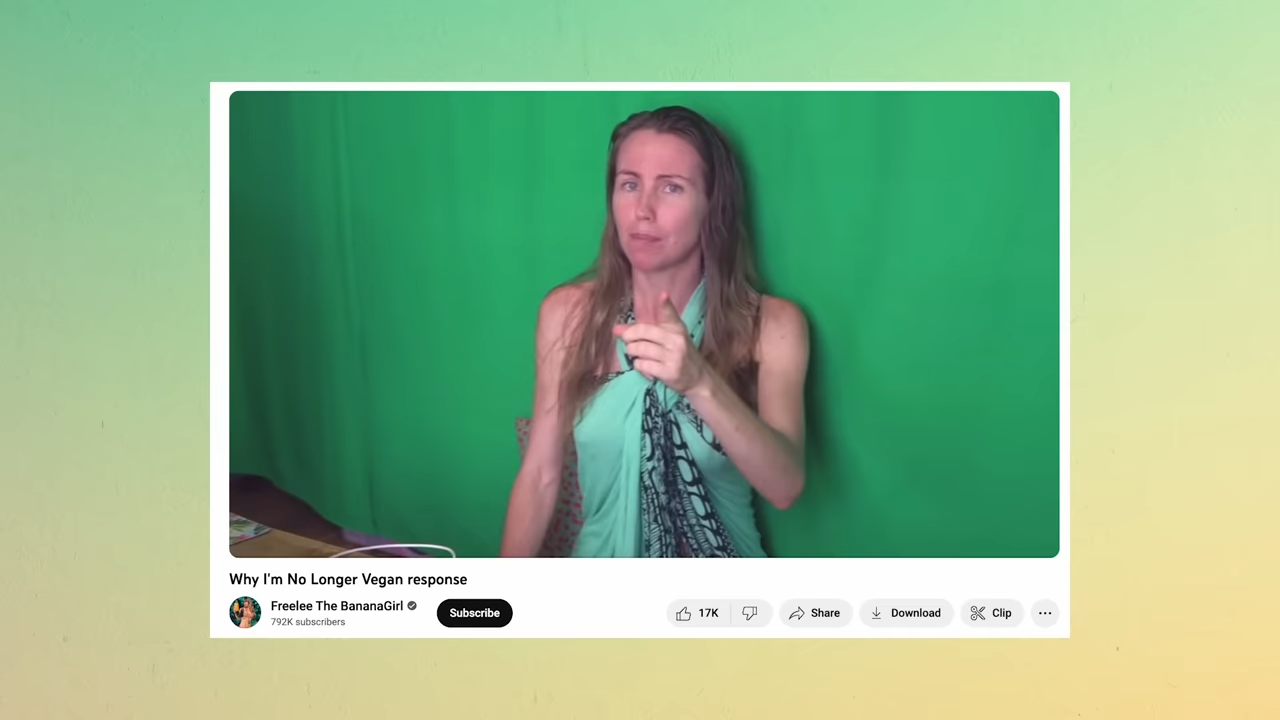 Why I'm No Longer Vegan response
Freelee The BananaGirl
792K subscribers
Subscribe
17K
Share
Download
Clip